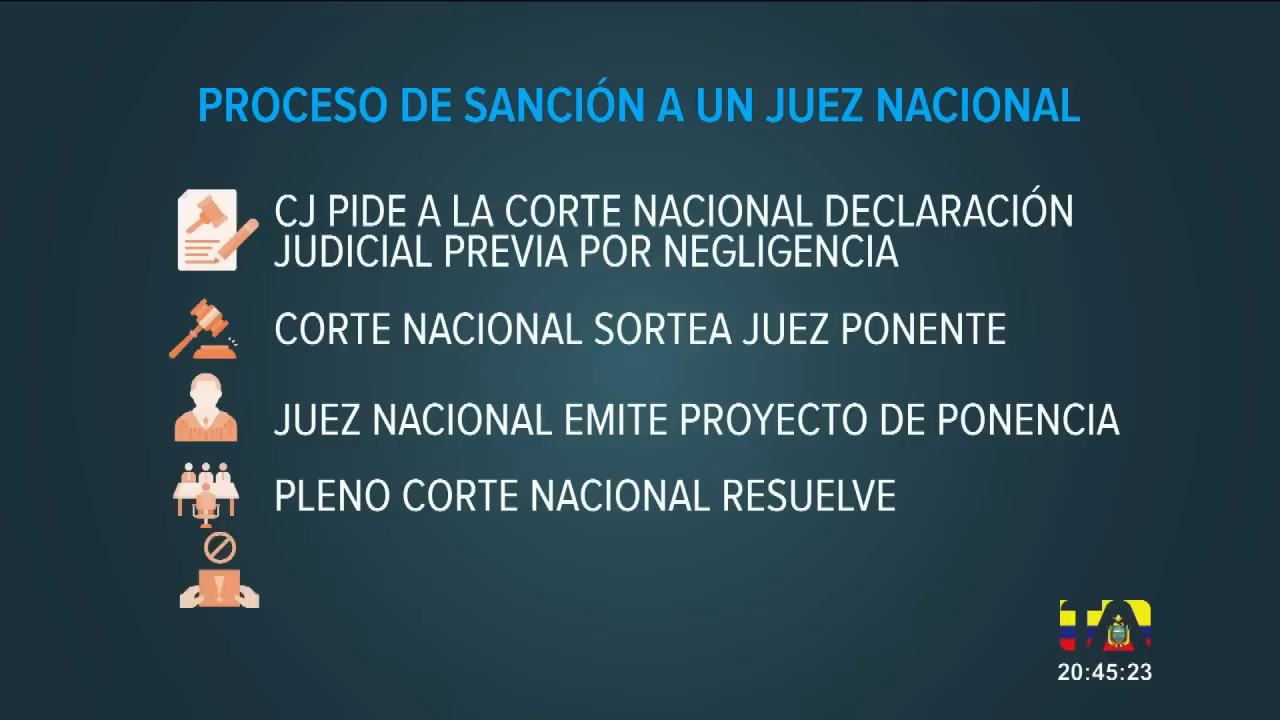 PROCESO DE SANCIÓN A UN JUEZ NACIONAL
CJ PIDE A LA CORTE NACIONAL DECLARACIÓN
JUDICIAL PREVIA POR NEGLIGENCIA
CORTE NACIONAL SORTEA JUEZ PONENTE
JUEZ NACIONAL EMITE PROYECTO DE PONENCIA
PLENO CORTE NACIONAL RESUELVE
TA
20:45:23